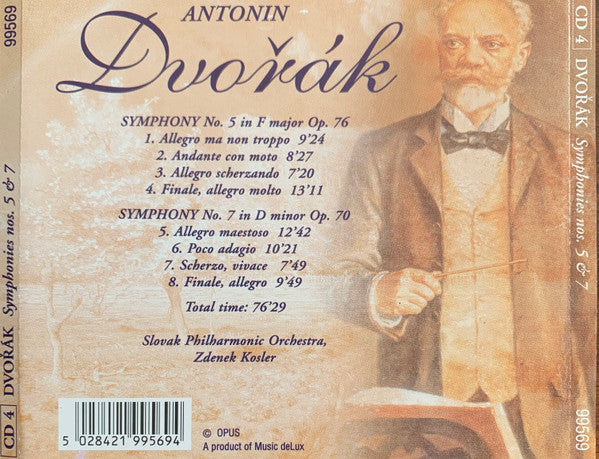 99569
CD 4 DVOŘÁK Symphonies nos. 5 & 7
ANTONIN
Dvořák
SYMPHONY No. 5 in F major Op. 76
1. Allegro ma non troppo 9'24
2. Andante con moto 8'27
3. Allegro scherzando 7'20
4. Finale, allegro molto 13'11
SYMPHONY No. 7 in D minor Op. 70
5. Allegro maestoso 12'42
6. Poco adagio 10'21
7. Scherzo, vivace 7'49
8. Finale, allegro 9'49
Total time: 76'29
Slovak Philharmonic Orchestra,
Zdenek Kosler
5 028421 995694
© OPUS
A product of Music deLux
CD 4 DVOŘÁK Symphonies nos. 5 & 7
99569